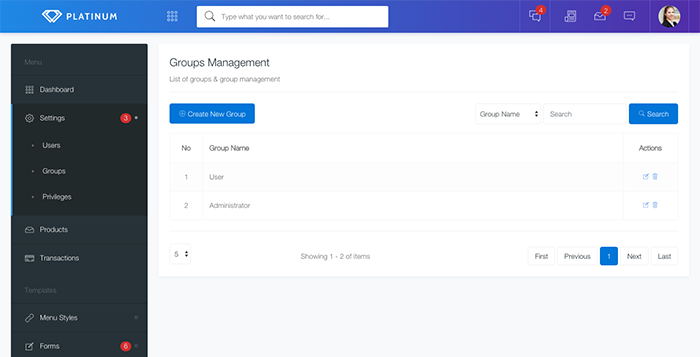 PLATINUM
Type what you want to search for...
4
2
Menu
Dashboard
Settings
3
Users
Groups
Privileges
Products
Transactions
Templates
Menu Styles
Forms
6
Groups Management
List of groups & group management
Create New Group
Group Name
Search
Search
No
Group Name
Actions
1
User
2
Administrator
5
Showing 1 - 2 of items
First
Previous
1
Next
Last